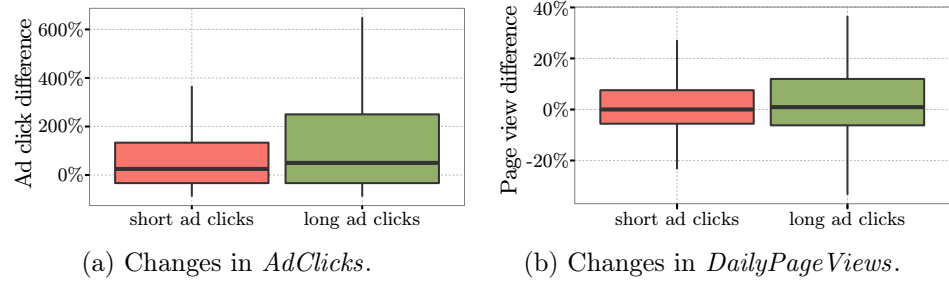 Ad click difference
600%
400%
200%
0%
short ad clicks
long ad clicks
(a) Changes in AdClicks.
Page view difference
40%
20%
0%
-20%
short ad clicks
long ad clicks
(b) Changes in DailyPageViews.